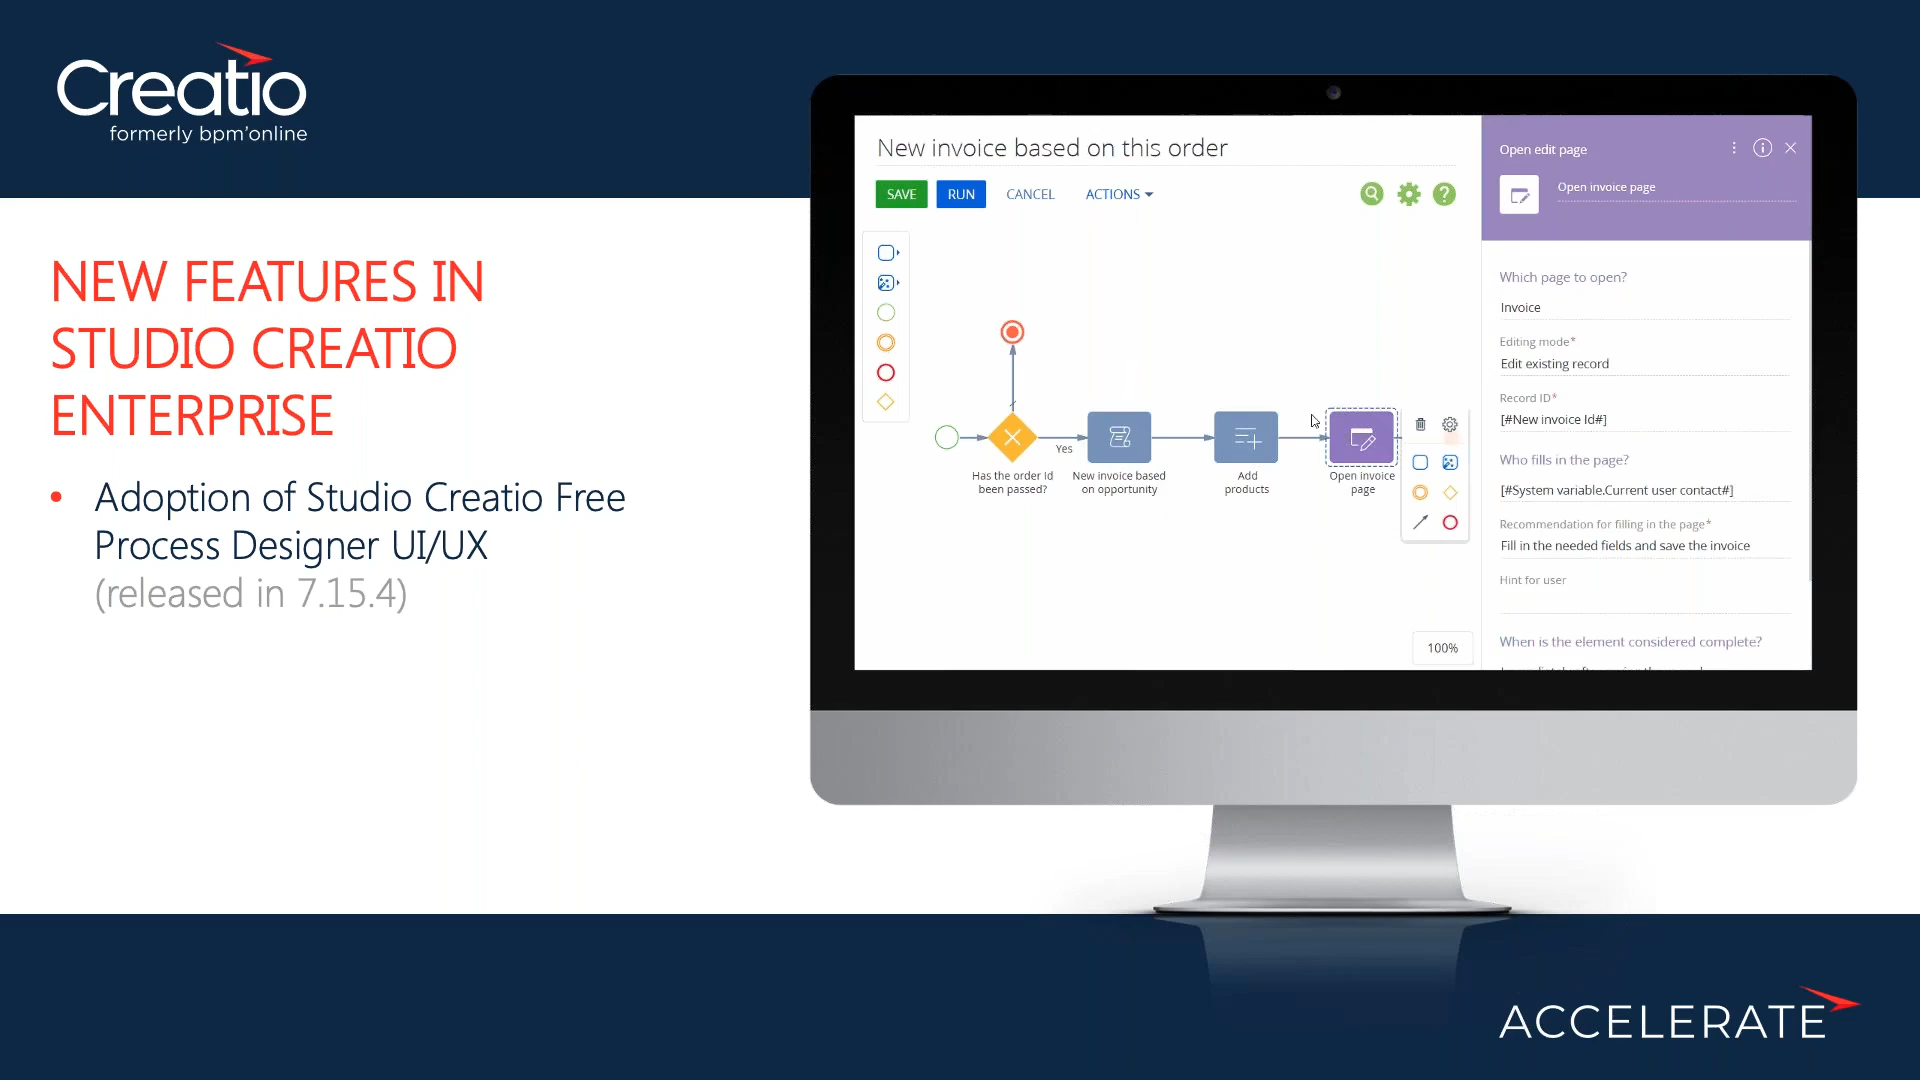 Creatio
formerly bpm'online
NEW FEATURES IN
STUDIO CREATIO
ENTERPRISE
• Adoption of Studio Creatio Free
Process Designer UI/UX
(released in 7.15.4)
New invoice based on this order
SAVE RUN CANCEL ACTIONS
Has the order Id
been passed?
Yes
New invoice based
on opportunity
Add
products
Open invoice
page
100%
Open edit page
Open invoice page
Which page to open?
Invoice
Editing mode*
Edit existing record
Record ID*
[#New invoice Id#]
Who fills in the page?
[#System variable.Current user contact#]
Recommendation for filling in the page*
Fill in the needed fields and save the invoice
Hint for user
When is the element considered complete?
ACCELERATE